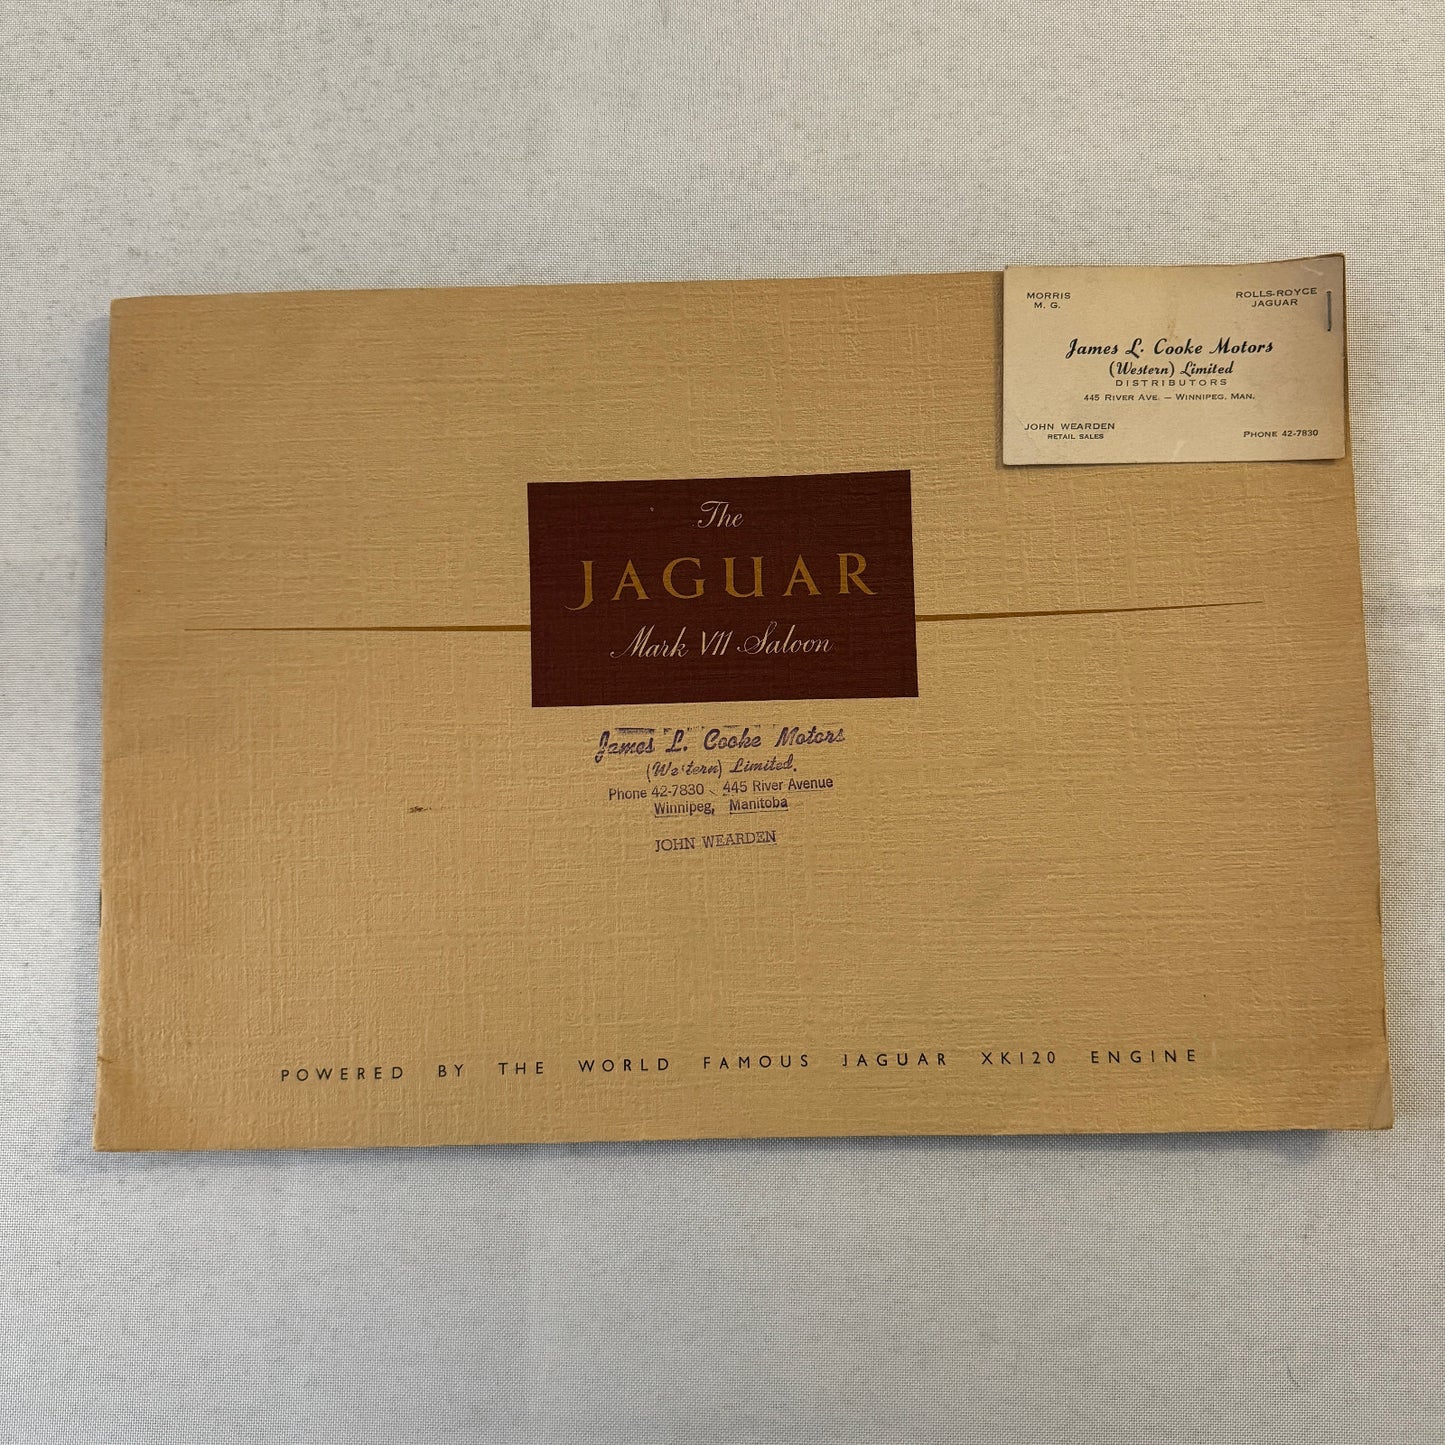 MORRIS
M. G.
ROLLS-ROYCE
JAGUAR
James L. Cooke Motors
(Western) Limited
DISTRIBUTORS
445 RIVER AVE. — WINNIPEG, MAN.
JOHN WEARDEN
RETAIL SALES
PHONE 42-7830
The
JAGUAR
Mark VII Saloon
James L. Cooke Motors
(Western) Limited.
Phone 42-7830 445 River Avenue
Winnipeg, Manitoba
JOHN WEARDEN
POWERED BY THE WORLD FAMOUS JAGUAR XK120 ENGINE